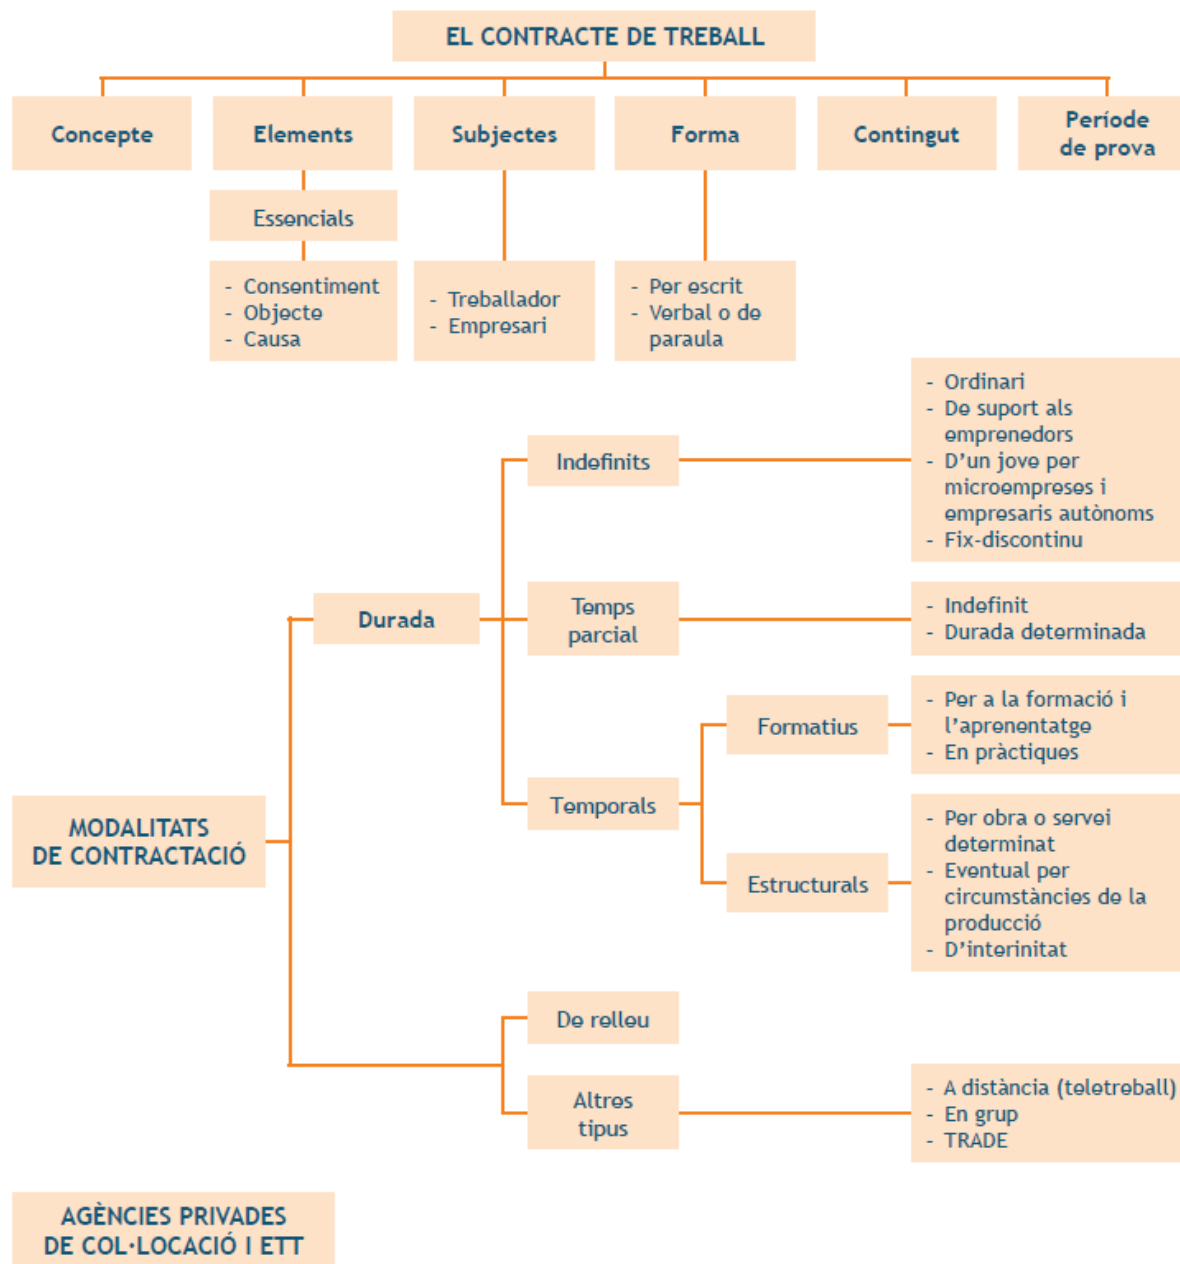 EL CONTRACTE DE TREBALL
Concepte
Elements
Subjectes
Forma
Contingut
Període
de prova
Essencials
- Consentiment
- Objecte
- Causa
- Treballador
- Empresari
- Per escrit
- Verbal o de
paraula
MODALITATS
DE CONTRACTACIÓ
Durada
Indefinits
- Ordinari
- De suport als
emprenedors
- D'un jove per
microempreses i
empresaris autònoms
- Fix-discontinu
Temps
parcial
- Indefinit
- Durada determinada
Temporals
Formatius
- Per a la formació i
l'aprenentatge
- En pràctiques
Estructurals
- Per obra o servei
determinat
- Eventual per
circumstàncies de la
producció
- D'interinitat
De relleu
Altres
tipus
- A distància (teletreball)
- En grup
- TRADE
AGÈNCIES PRIVADES
DE COL·LOCACIÓ I ETT